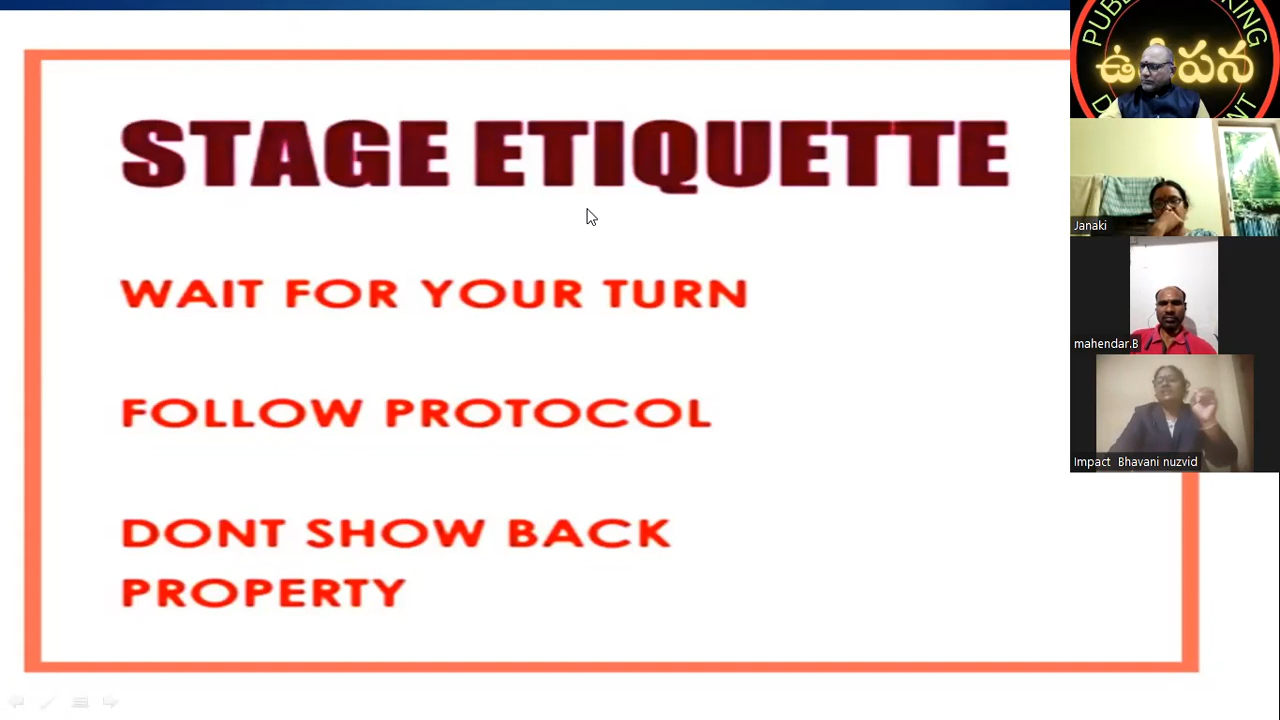 STAGE ETIQUETTE
WAIT FOR YOUR TURN
FOLLOW PROTOCOL
DONT SHOW BACK
PROPERTY
Janaki
mahendar.B
Impact Bhavani nuzvid